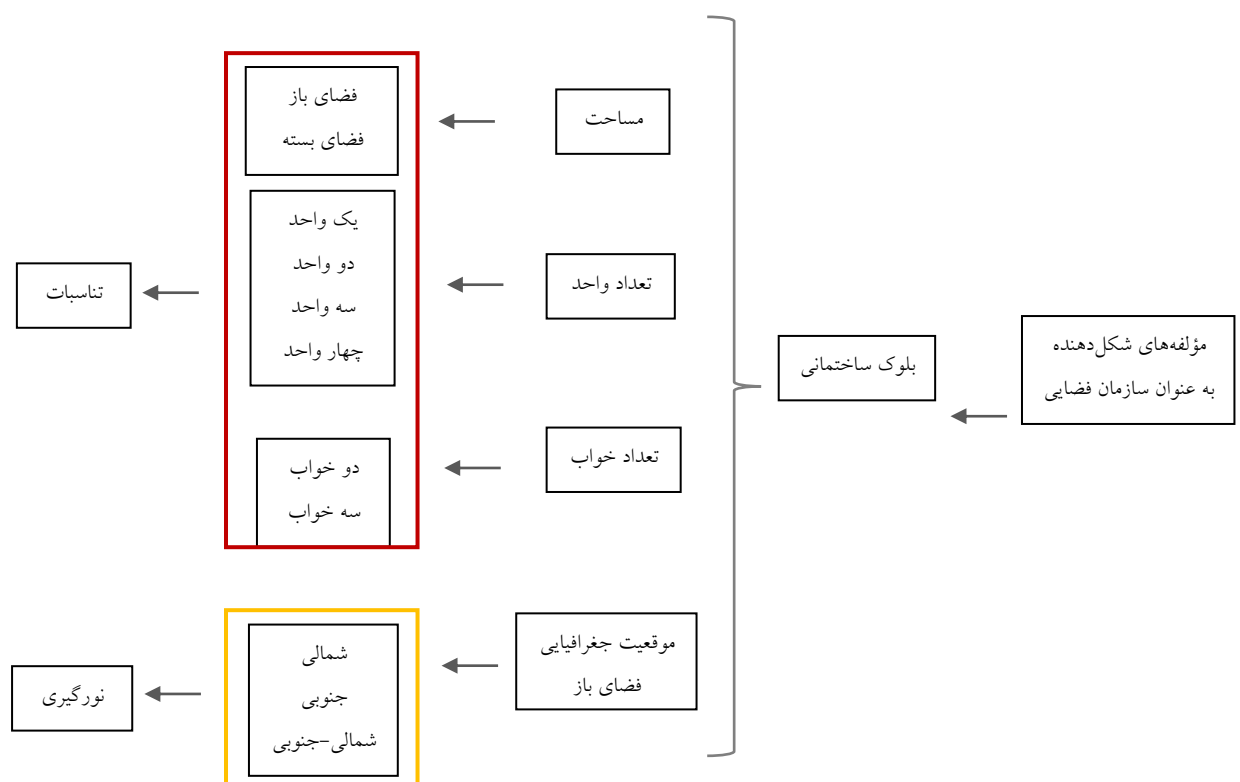 مؤلفه‌های شکل‌دهنده
به عنوان سازمان فضایی
بلوک ساختمانی
مساحت
فضای باز
فضای بسته
تعداد واحد
یک واحد
دو واحد
سه واحد
چهار واحد
تعداد خواب
دو خواب
سه خواب
تناسبات
موقعیت جغرافیایی
فضای باز
شمالی
جنوبی
شمالی–جنوبی
نورگیری